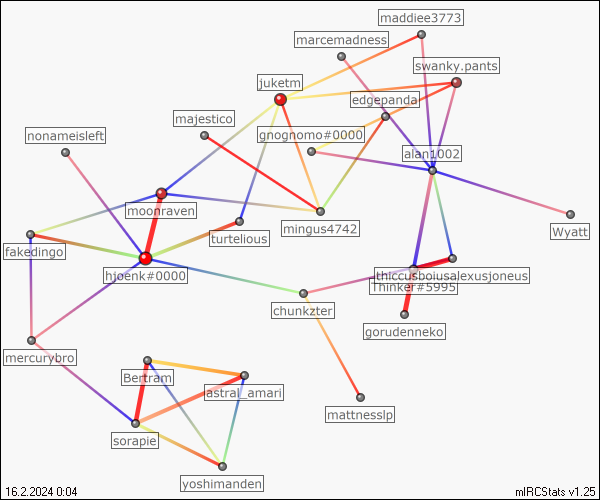 maddiee3773
marcemadness
swanky.pants
juketm
edgepanda
majestico
gnognomo#0000
nonameisleft
alan1002
moonraven
mingus4742
turtelious
Wyatt
fakedingo
hjoenk#0000
thiccusboiusalexusjoneus
Thinker#5995
chunkzter
gorudenneko
mercurybro
Bertram
astral_amari
mattnesslp
sorapie
yoshimanden
16.2.2024 0:04
mIRCStats v1.25